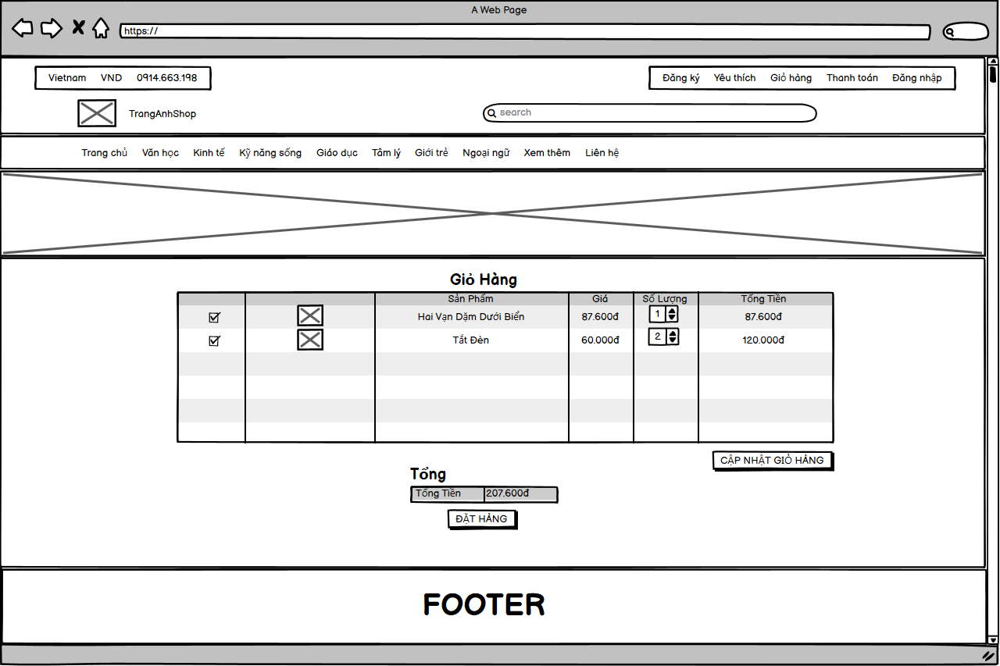 A Web Page
https://
Vietnam VND 0914.663.198
Đăng ký Yêu thích Giỏ hàng Thanh toán Đăng nhập
TrangAnhShop
search
Trang chủ Văn học Kinh tế Kỹ năng sống Giáo dục Tâm lý Giới trẻ Ngoại ngữ Xem thêm Liên hệ
Giỏ Hàng
Sản Phẩm Giá Số Lượng Tổng Tiền
Hai Vạn Dặm Dưới Biển 87.600đ 1 87.600đ
Tắt Đèn 60.000đ 2 120.000đ
CẬP NHẬT GIỎ HÀNG
Tổng
Tổng Tiền 207.600đ
ĐẶT HÀNG
FOOTER